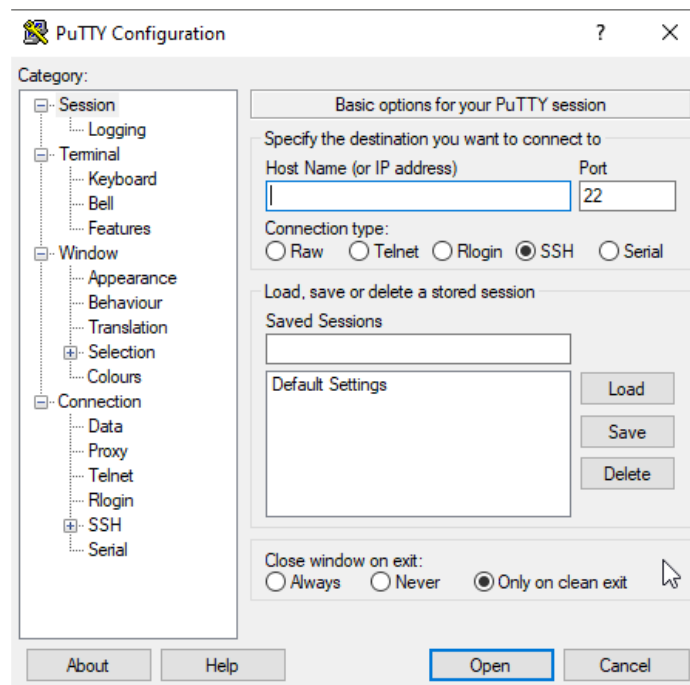 PuTTY Configuration
?
Category:
Session
Logging
Terminal
Keyboard
Bell
Features
Window
Appearance
Behaviour
Translation
Selection
Colours
Connection
Data
Proxy
Telnet
Rlogin
SSH
Serial
Basic options for your PuTTY session
Specify the destination you want to connect to
Host Name (or IP address) Port
22
Connection type:
Raw Telnet Rlogin SSH Serial
Load, save or delete a stored session
Saved Sessions
Default Settings
Load
Save
Delete
Close window on exit:
Always Never Only on clean exit
About Help Open Cancel